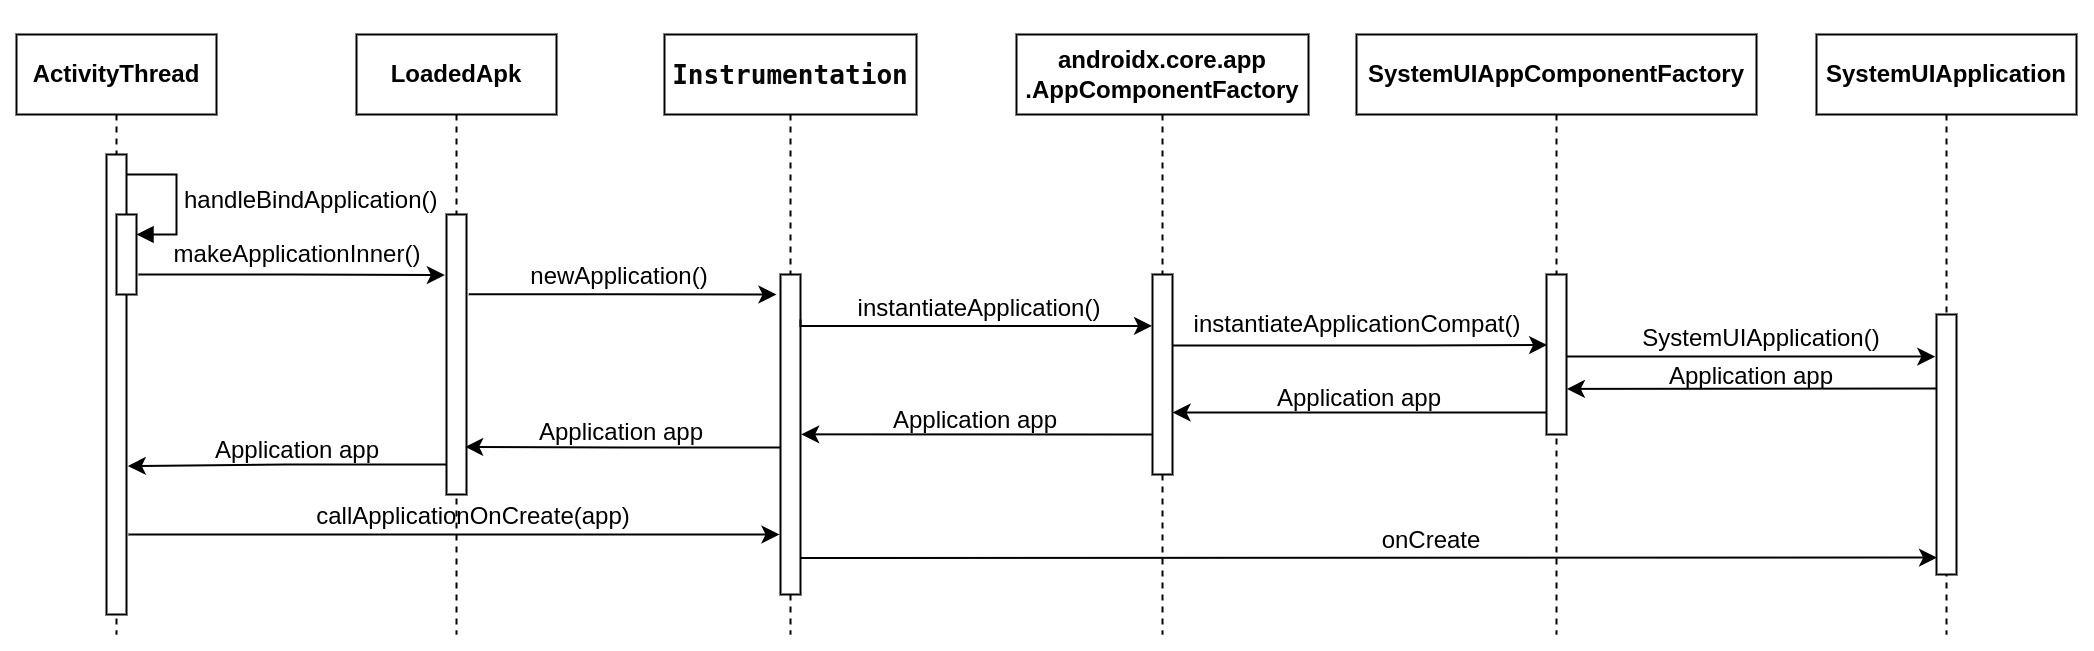 ActivityThread
LoadedApk
Instrumentation
androidx.core.app
.AppComponentFactory
SystemUIAppComponentFactory
SystemUIApplication
handleBindApplication()
makeApplicationInner()
newApplication()
instantiateApplication()
instantiateApplicationCompat()
SystemUIApplication()
Application app
Application app
Application app
Application app
Application app
callApplicationOnCreate(app)
onCreate